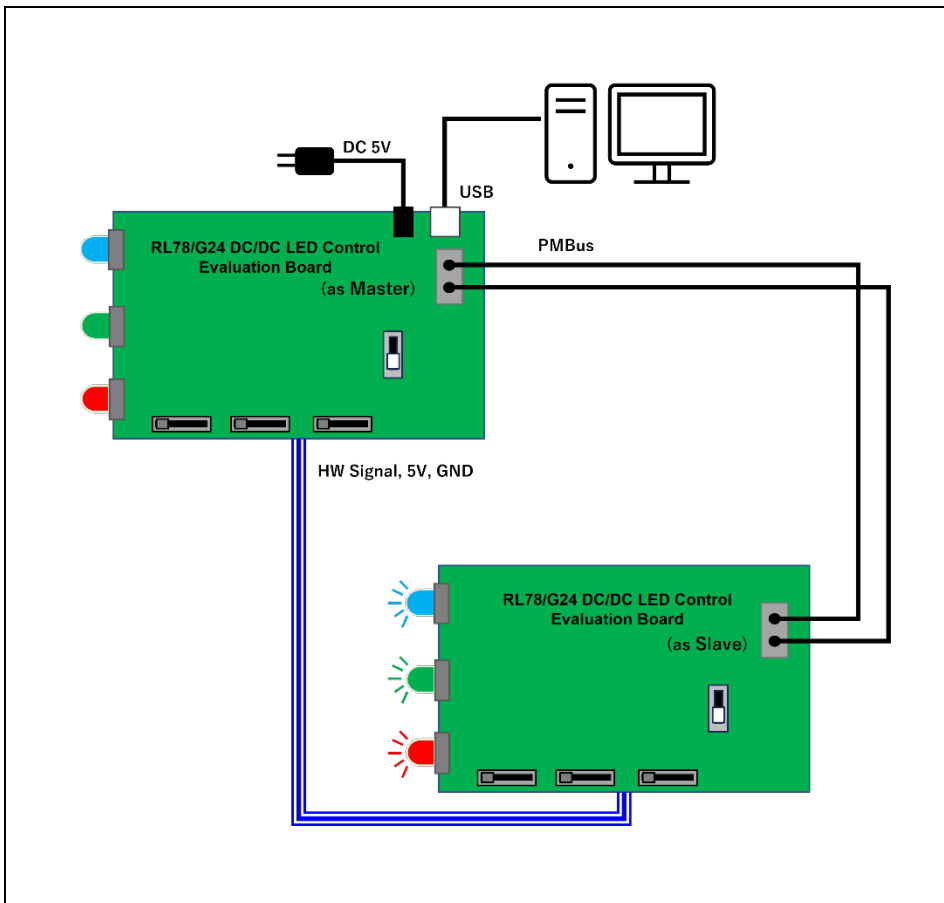 DC 5V
USB
RL78/G24 DC/DC LED Control
Evaluation Board
(as Master)
PMBus
HW Signal, 5V, GND
RL78/G24 DC/DC LED Control
Evaluation Board
(as Slave)